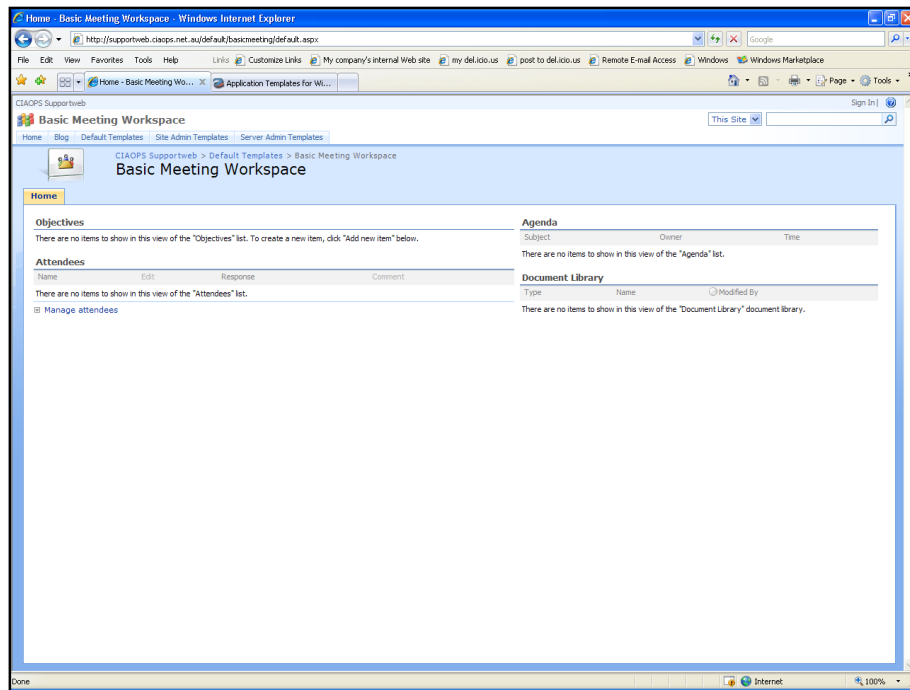 Home - Basic Meeting Workspace - Windows Internet Explorer
http://supportweb.ciaops.net.au/default/basicmeeting/default.aspx
Google
File Edit View Favorites Tools Help Links Customize Links My company's internal Web site my del.icio.us post to del.icio.us Remote E-mail Access Windows Windows Marketplace
Home - Basic Meeting Wo... Application Templates for Wi... Page Tools
CIAOPS Supportweb Sign In
Basic Meeting Workspace This Site
Home Blog Default Templates Site Admin Templates Server Admin Templates
CIAOPS Supportweb > Default Templates > Basic Meeting Workspace
Basic Meeting Workspace
Home
Objectives
There are no items to show in this view of the "Objectives" list. To create a new item, click "Add new item" below.
Attendees
Name Edit Response Comment
There are no items to show in this view of the "Attendees" list.
Manage attendees
Agenda
Subject Owner Time
There are no items to show in this view of the "Agenda" list.
Document Library
Type Name Modified By
There are no items to show in this view of the "Document Library" document library.
Done Internet 100%